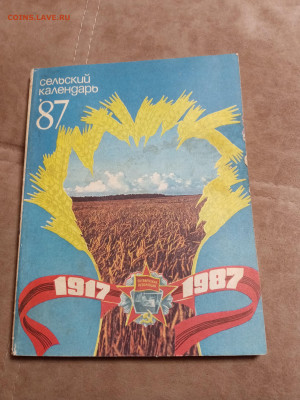 COINS.LAVE.RU
сельский
календарь
'87
1917
1987